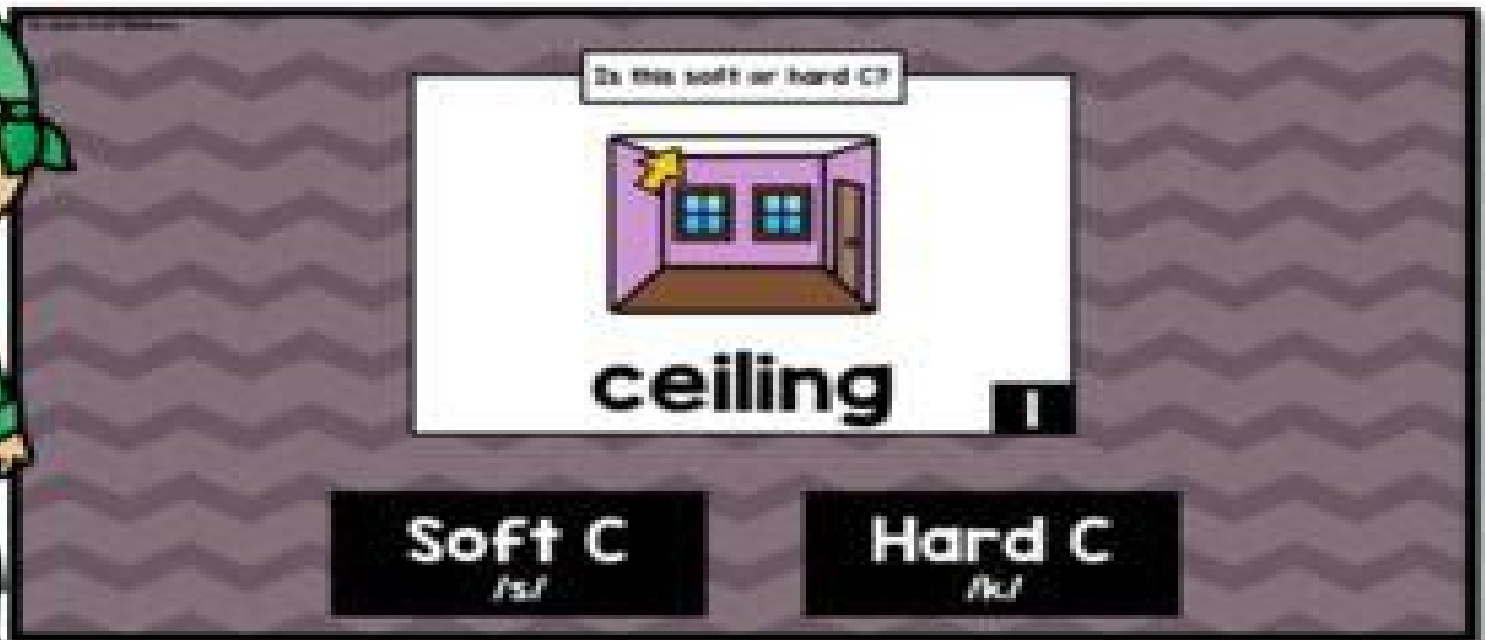 Is this soft or hard C?
ceiling
1
Soft C
/s/
Hard C
/k/